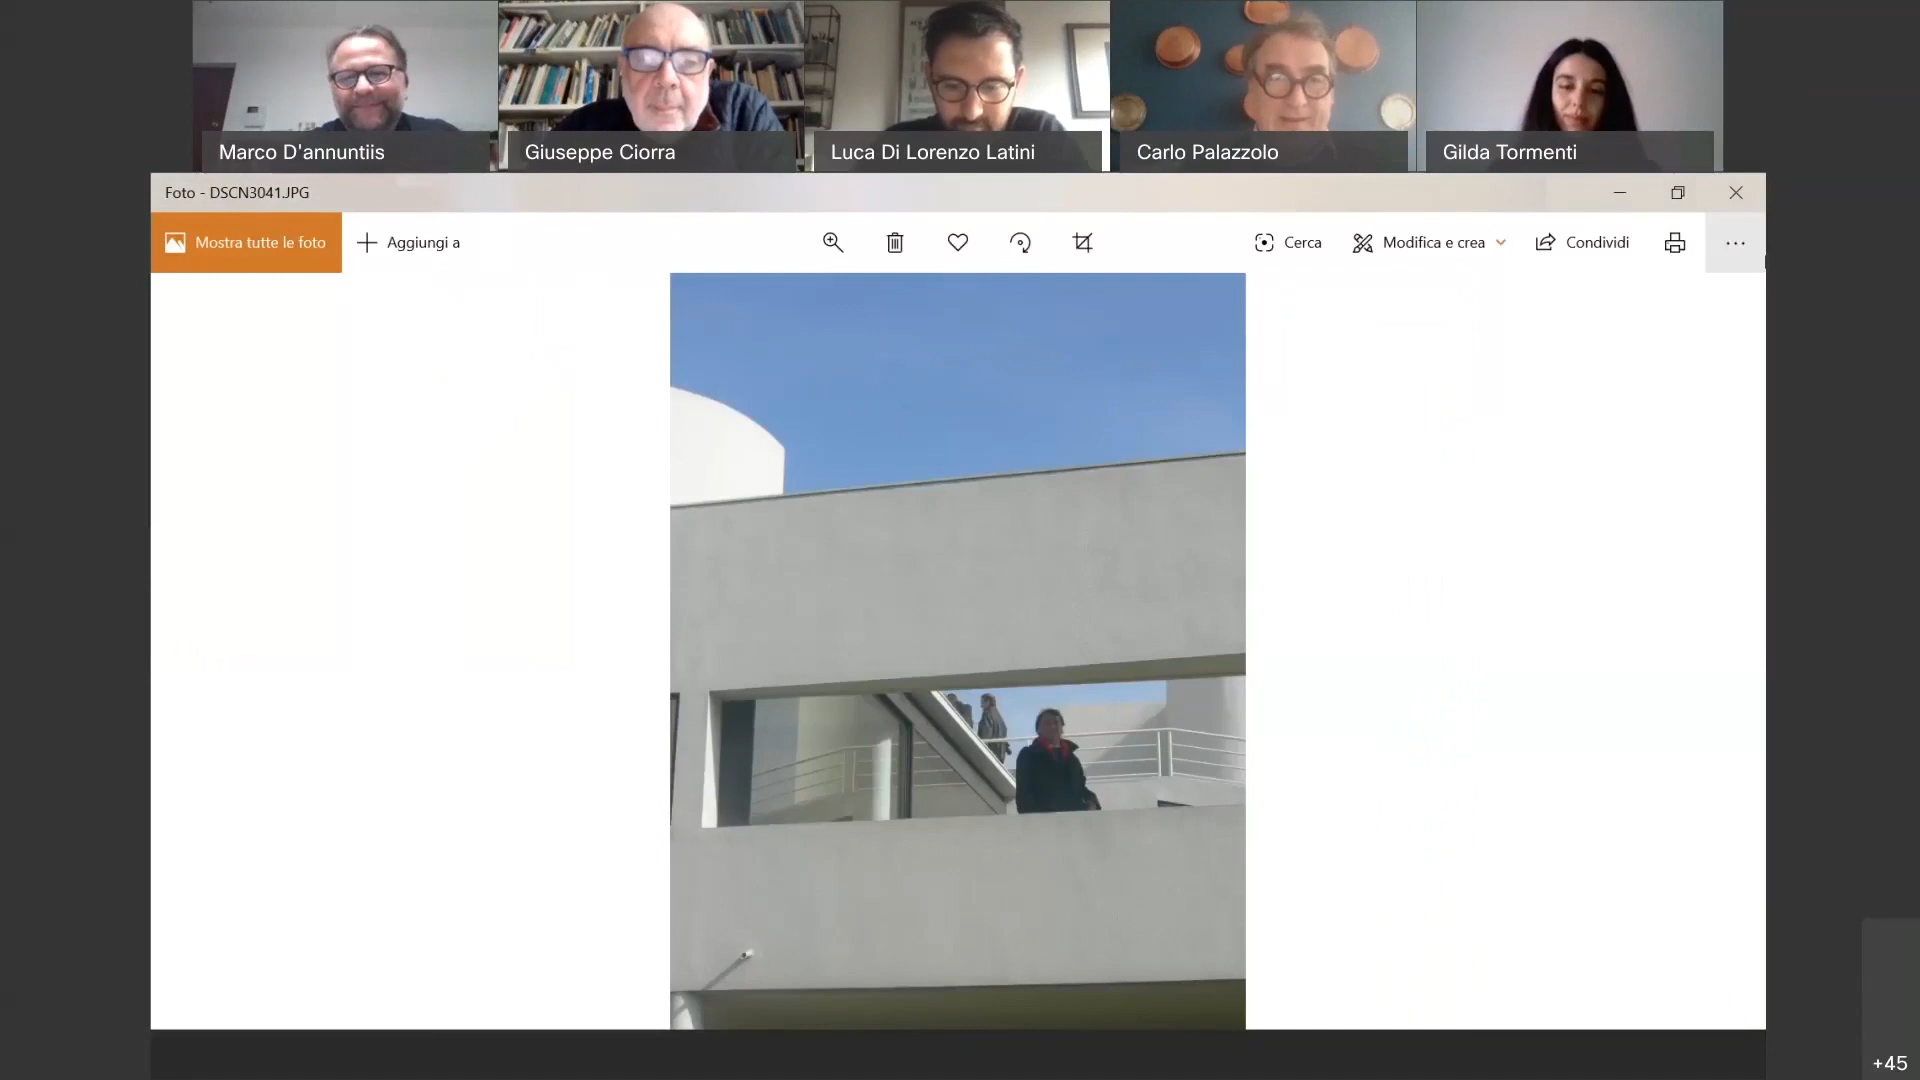 Marco D'annuntiis
Giuseppe Ciorra
Luca Di Lorenzo Latini
Carlo Palazzolo
Gilda Tormenti
Foto - DSCN3041.JPG
Mostra tutte le foto
Aggiungi a
Cerca
Modifica e crea
Condividi
+45